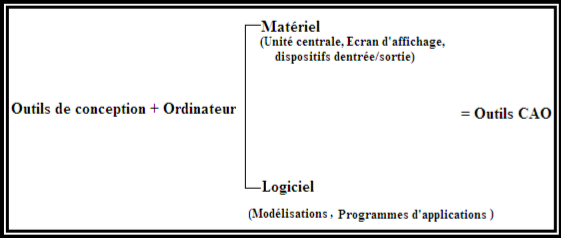 Matériel
(Unité centrale, Ecran d'affichage,
dispositifs dentrée/sortie)
Outils de conception + Ordinateur
= Outils CAO
Logiciel
(Modélisations , Programmes d'applications )